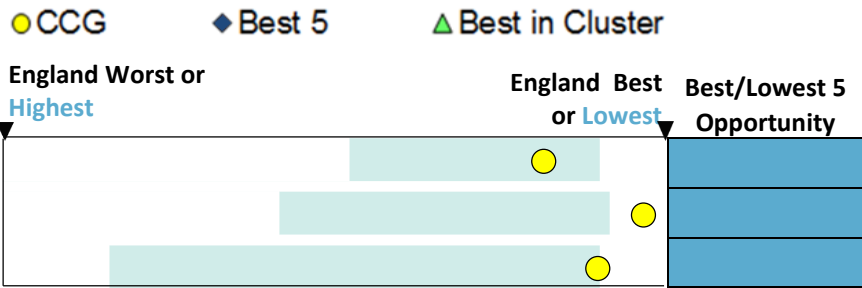 CCG Best 5 Best in Cluster
England Worst or
Highest
England Best
or Lowest
Best/Lowest 5
Opportunity